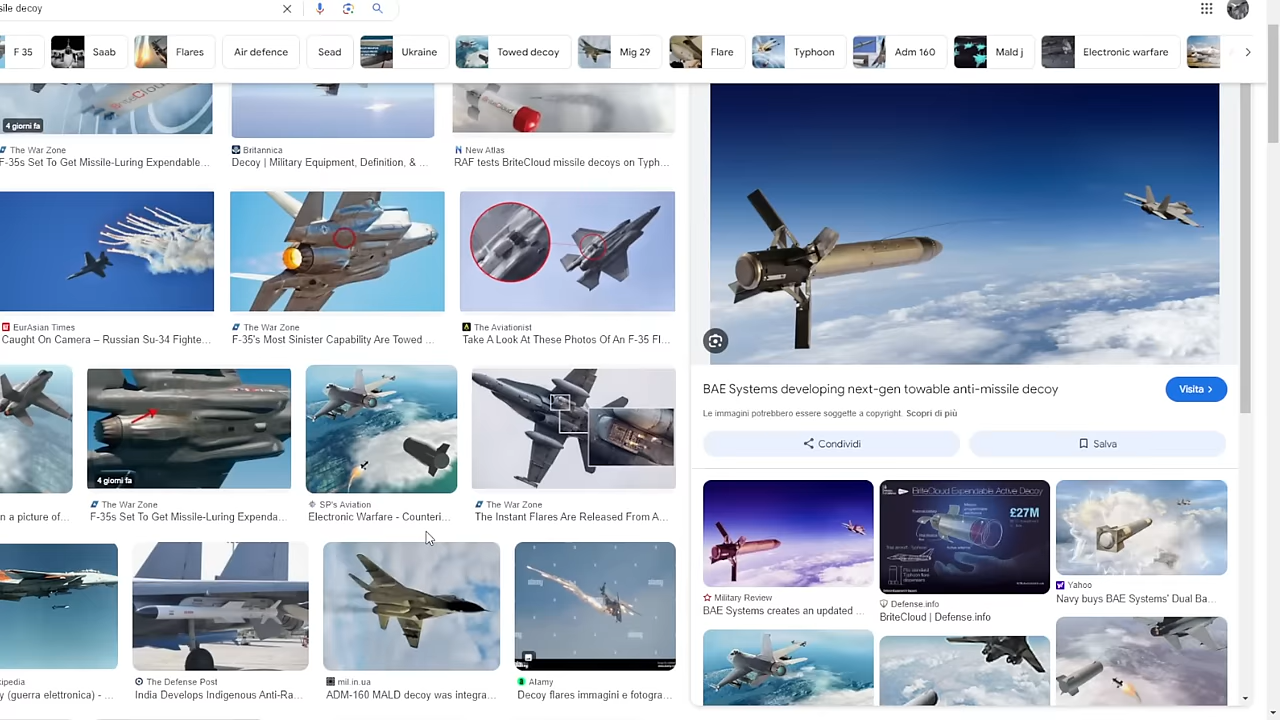 sile decoy
F 35
Saab
Flares
Air defence
Sead
Ukraine
Towed decoy
Mig 29
Flare
Typhoon
Adm 160
Mald j
Electronic warfare
4 giorni fa
The War Zone
F-35s Set To Get Missile-Luring Expendable...
Britannica
Decoy | Military Equipment, Definition, & ...
New Atlas
RAF tests BriteCloud missile decoys on Typh...
EurAsian Times
Caught On Camera – Russian Su-34 Fighte...
The War Zone
F-35's Most Sinister Capability Are Towed ...
The Aviationist
Take A Look At These Photos Of An F-35 Fl...
n a picture of...
4 giorni fa
The War Zone
F-35s Set To Get Missile-Luring Expen...
SP's Aviation
Electronic Warfare - Counteri...
The War Zone
The Instant Flares Are Released From A...
kipedia
y (guerra elettronica) - ...
The Defense Post
India Develops Indigenous Anti-Ra...
mil.in.ua
ADM-160 MALD decoy was integra...
alamy
Alamy
Decoy flares immagini e fotogra...
BAE Systems developing next-gen towable anti-missile decoy
Visita
Le immagini potrebbero essere soggette a copyright. Scopri di più
Condividi
Salva
Military Review
BAE Systems creates an updated ...
BriteCloud Expendable Active Decoy
£27M
Defense.info
BriteCloud | Defense.info
Yahoo
Navy buys BAE Systems' Dual Ba...